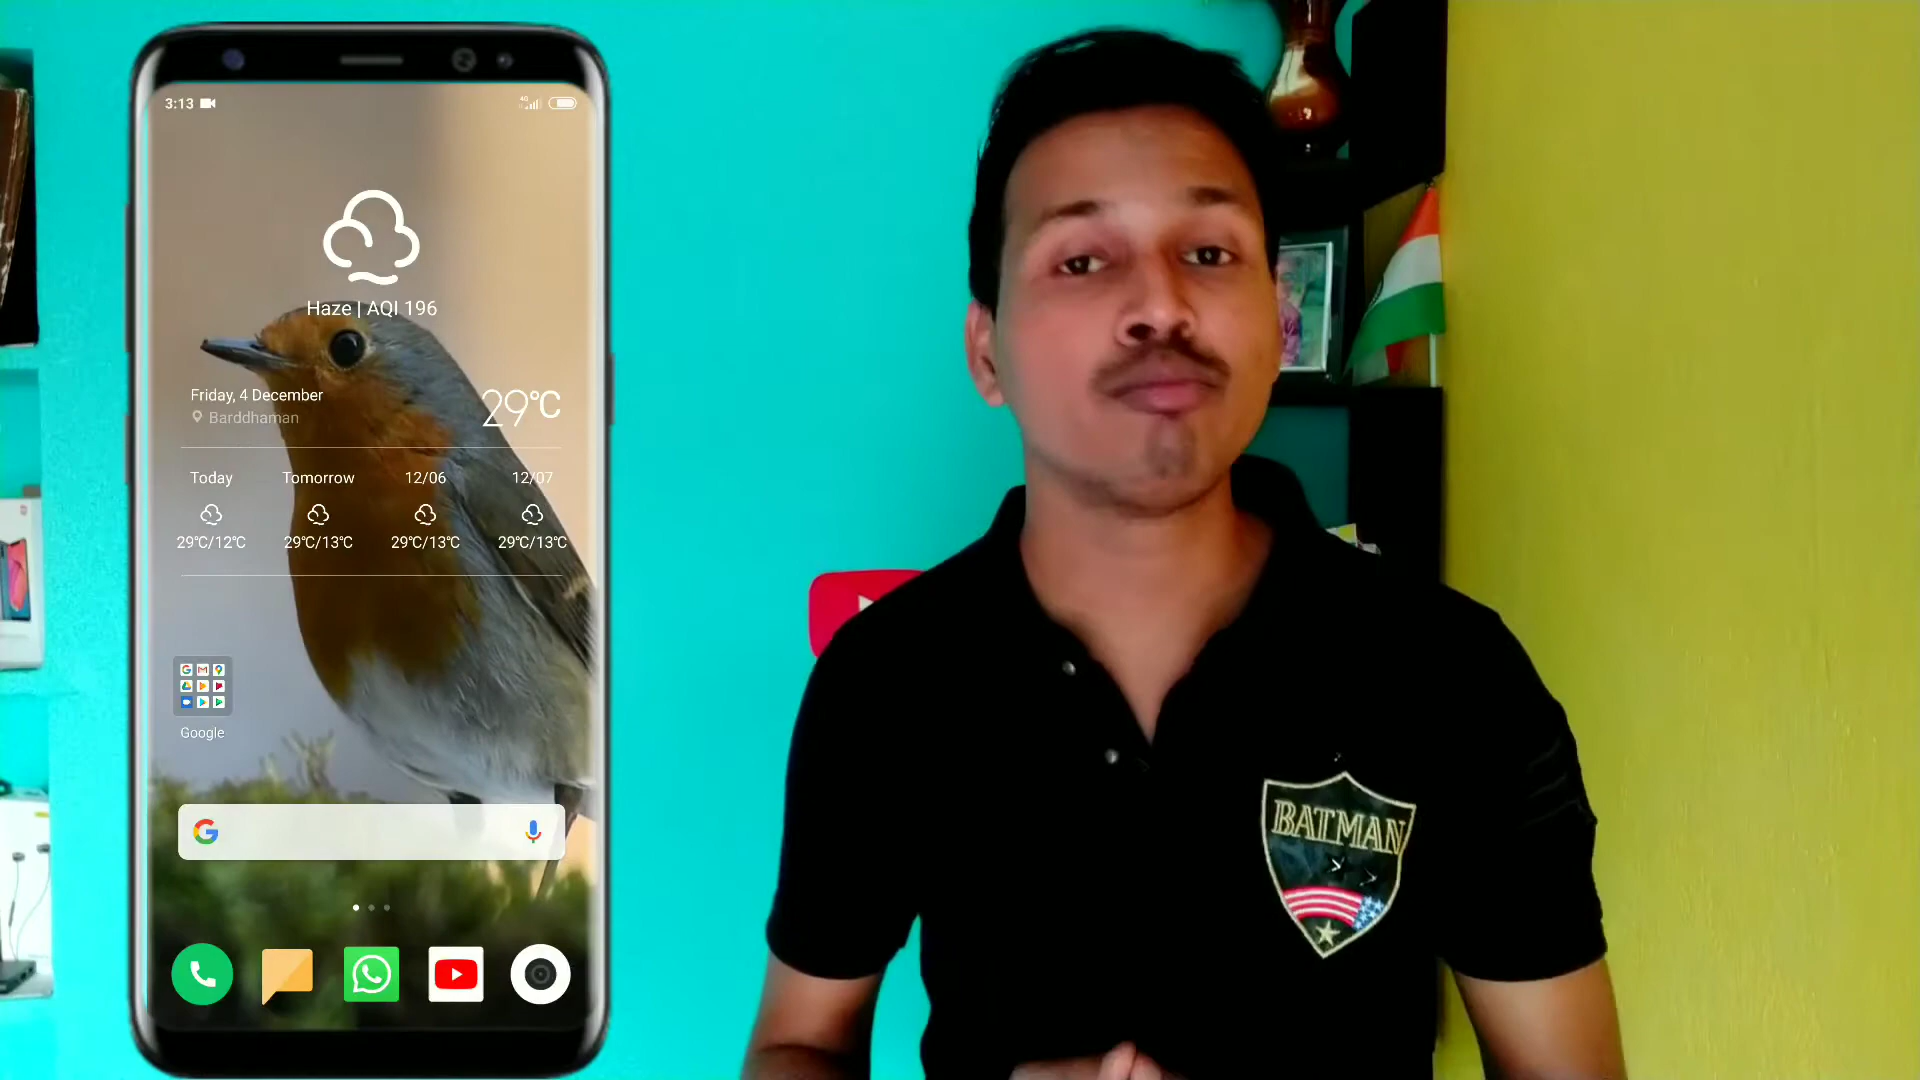 3:13
4G
Haze | AQI 196
Friday, 4 December
Barddhaman
29℃
Today Tomorrow 12/06 12/07
29℃/12℃ 29℃/13℃ 29℃/13℃ 29℃/13℃
Google
BATMAN